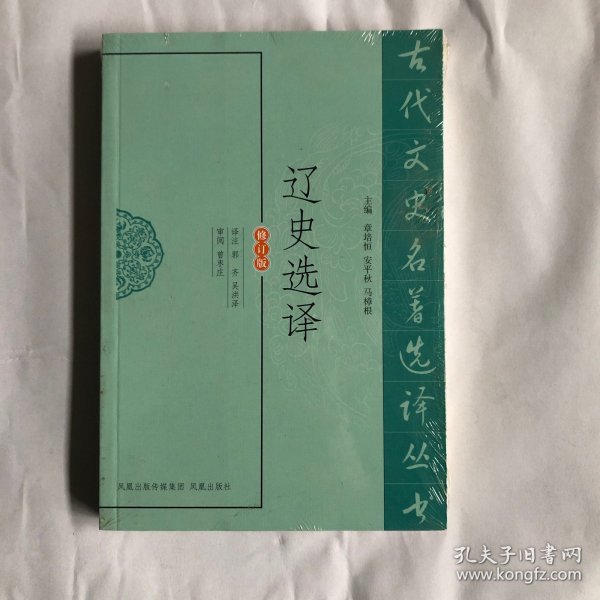 古代文史名著选译丛书
主编 章培恒 安平秋 马樟根
辽史选译
修订版
译注 郭 齐 吴洪泽
审阅 曾枣庄
凤凰出版传媒集团 凤凰出版社
孔夫子旧书网
www.kongfz.com